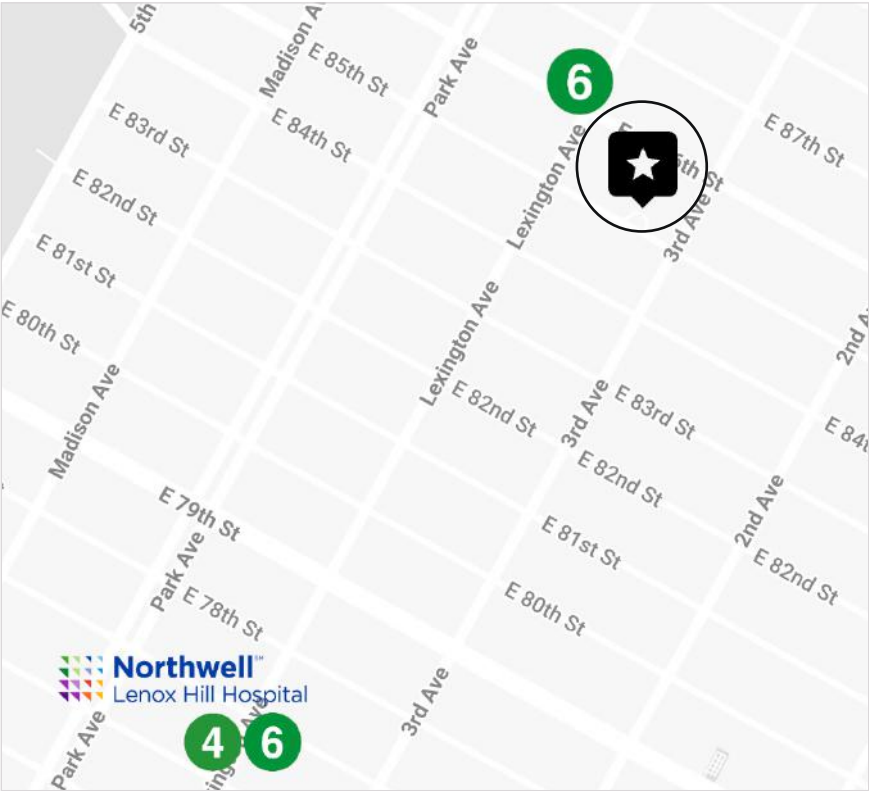 5th
Madison A
E 85th St
Park Ave
6
E 83rd St
E 84th St
E 87th St
Lexington Ave
5th St
E 82nd St
3rd Ave
E 81st St
E 80th St
Lexington Ave
2nd A
Madison Ave
E 82nd St
3rd Ave
E 83rd St
E 84t
E 82nd St
E 79th St
2nd Ave
E 81st St
Park Ave
E 82nd St
E 78th St
E 80th St
Northwell
Lenox Hill Hospital
3rd Ave
Park Ave
4 6